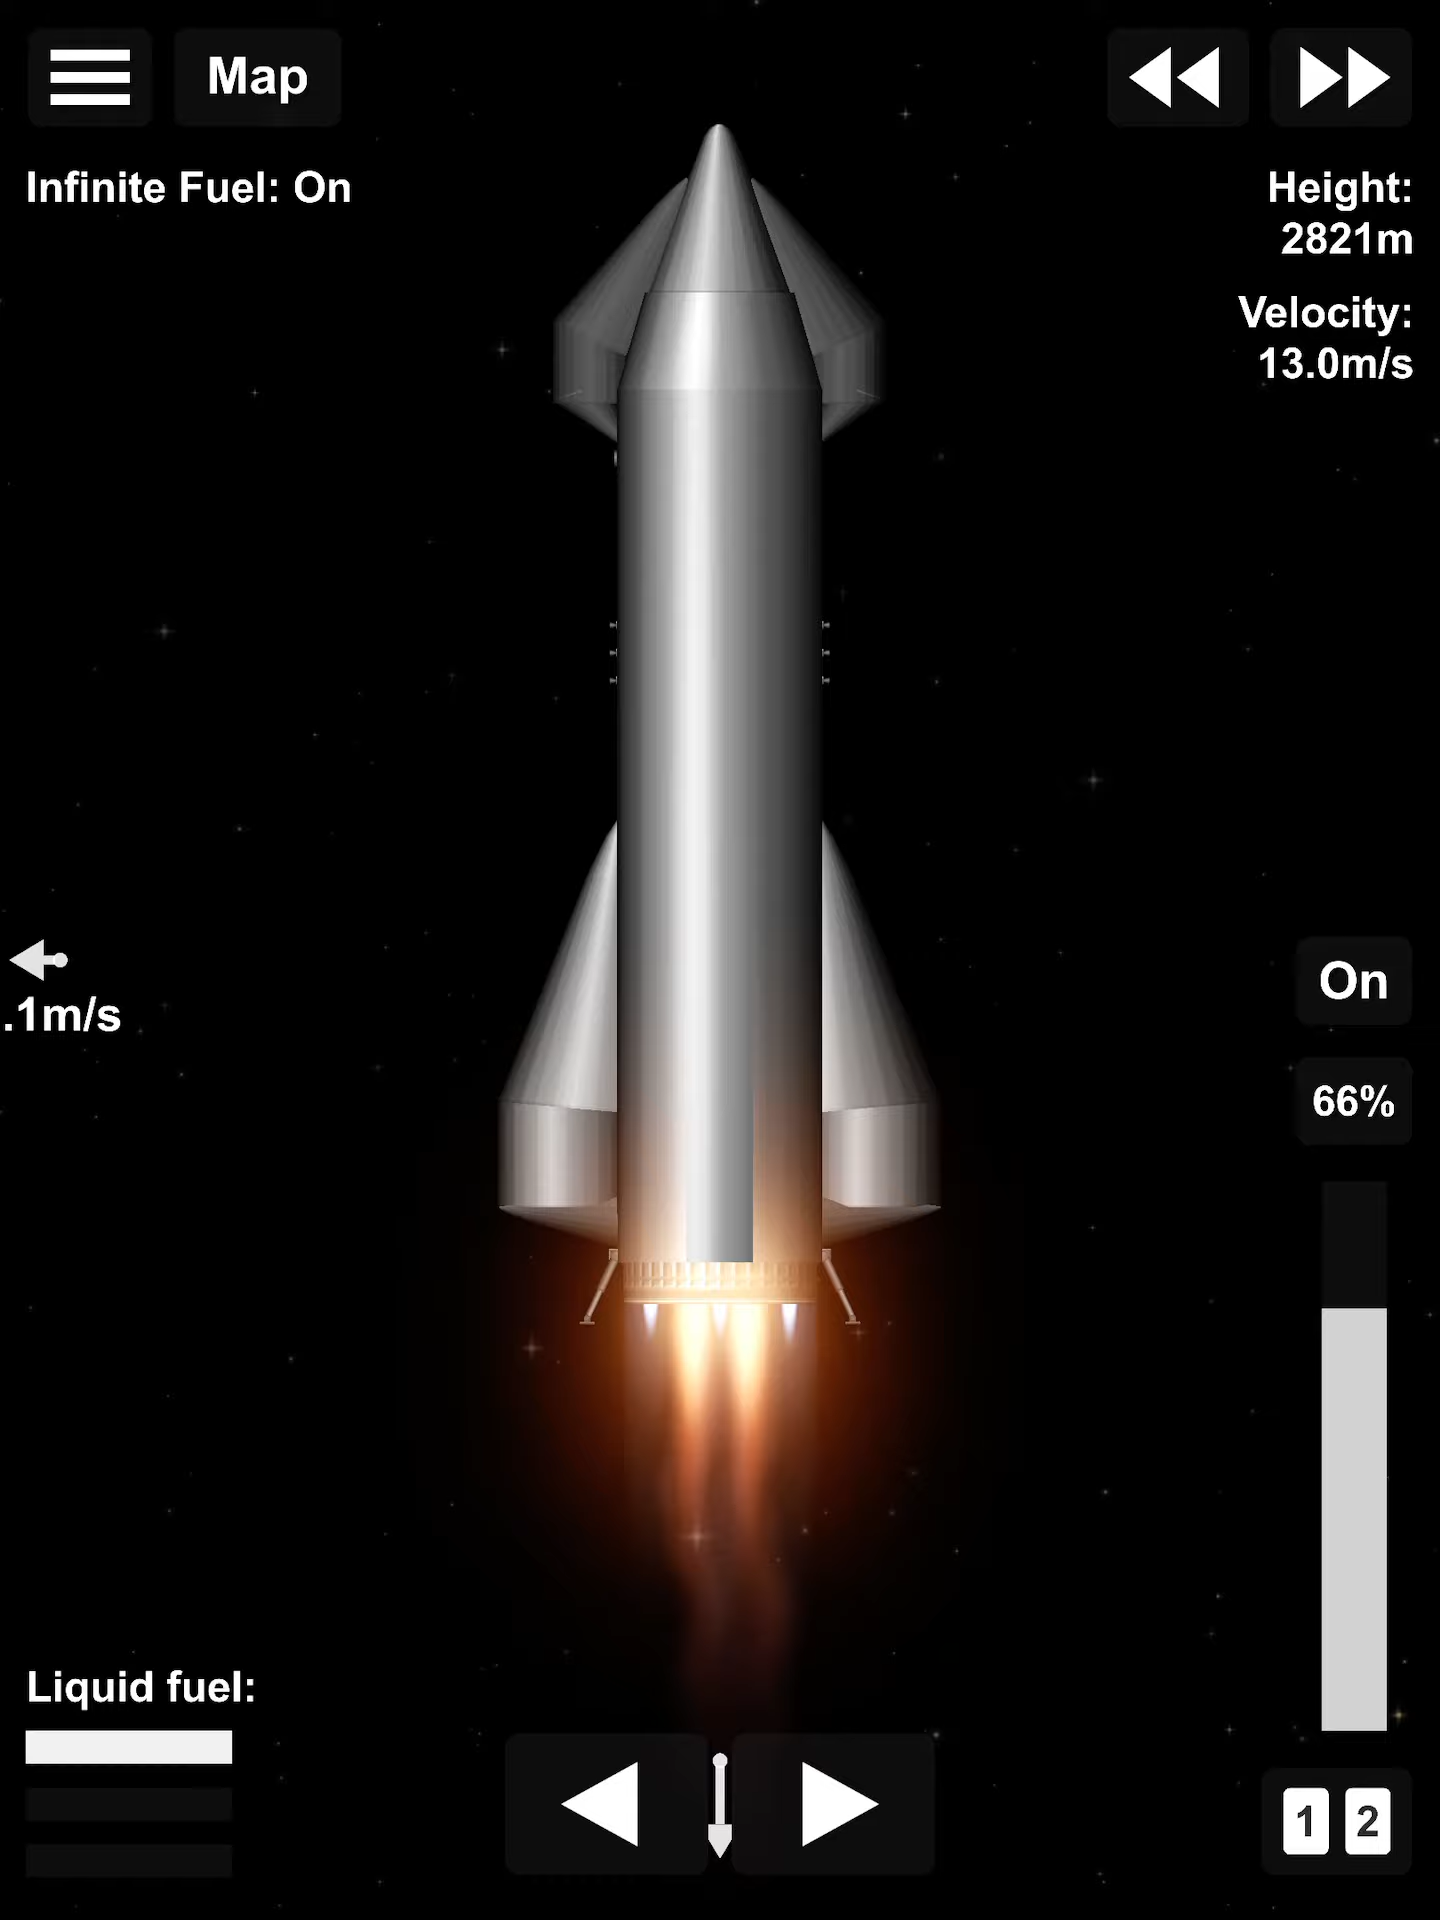 Map
Infinite Fuel: On
Height:
2821m
Velocity:
13.0m/s
.1m/s
On
66%
Liquid fuel:
1 2